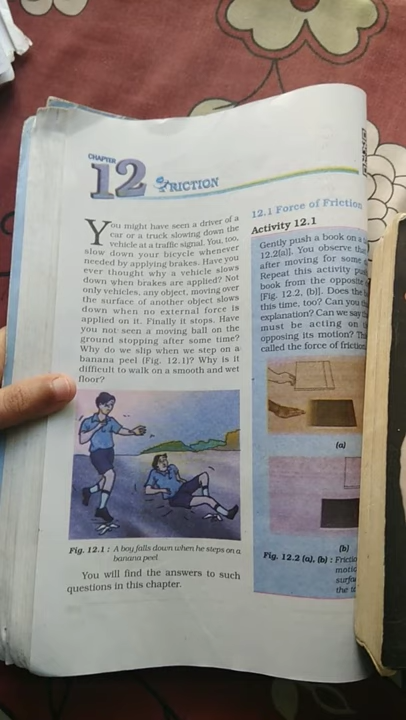 CHAPTER
12 FRICTION
You might have seen a driver of a
car or a truck slowing down the
vehicle at a traffic signal. You, too,
slow down your bicycle whenever
needed by applying brakes. Have you
ever thought why a vehicle slows
down when brakes are applied? Not
only vehicles, any object, moving over
the surface of another object slows
down when no external force is
applied on it. Finally it stops. Have
you not seen a moving ball on the
ground stopping after some time?
Why do we slip when we step on a
banana peel (Fig. 12.1)? Why is it
difficult to walk on a smooth and wet
floor?
Fig. 12.1 : A boy falls down when he steps on a
banana peel
You will find the answers to such
questions in this chapter.
12.1 Force of Friction
Activity 12.1
Gently push a book on a
12.2(a)]. You observe
after moving for some
Repeat this activity
book from the opposite
[Fig. 12.2, (b)]. Does the
this time, too? Can you
explanation? Can we say
must be acting on
opposing its motion?
called the force of friction
(a)
(b)
Fig. 12.2 (a), (b) :
the